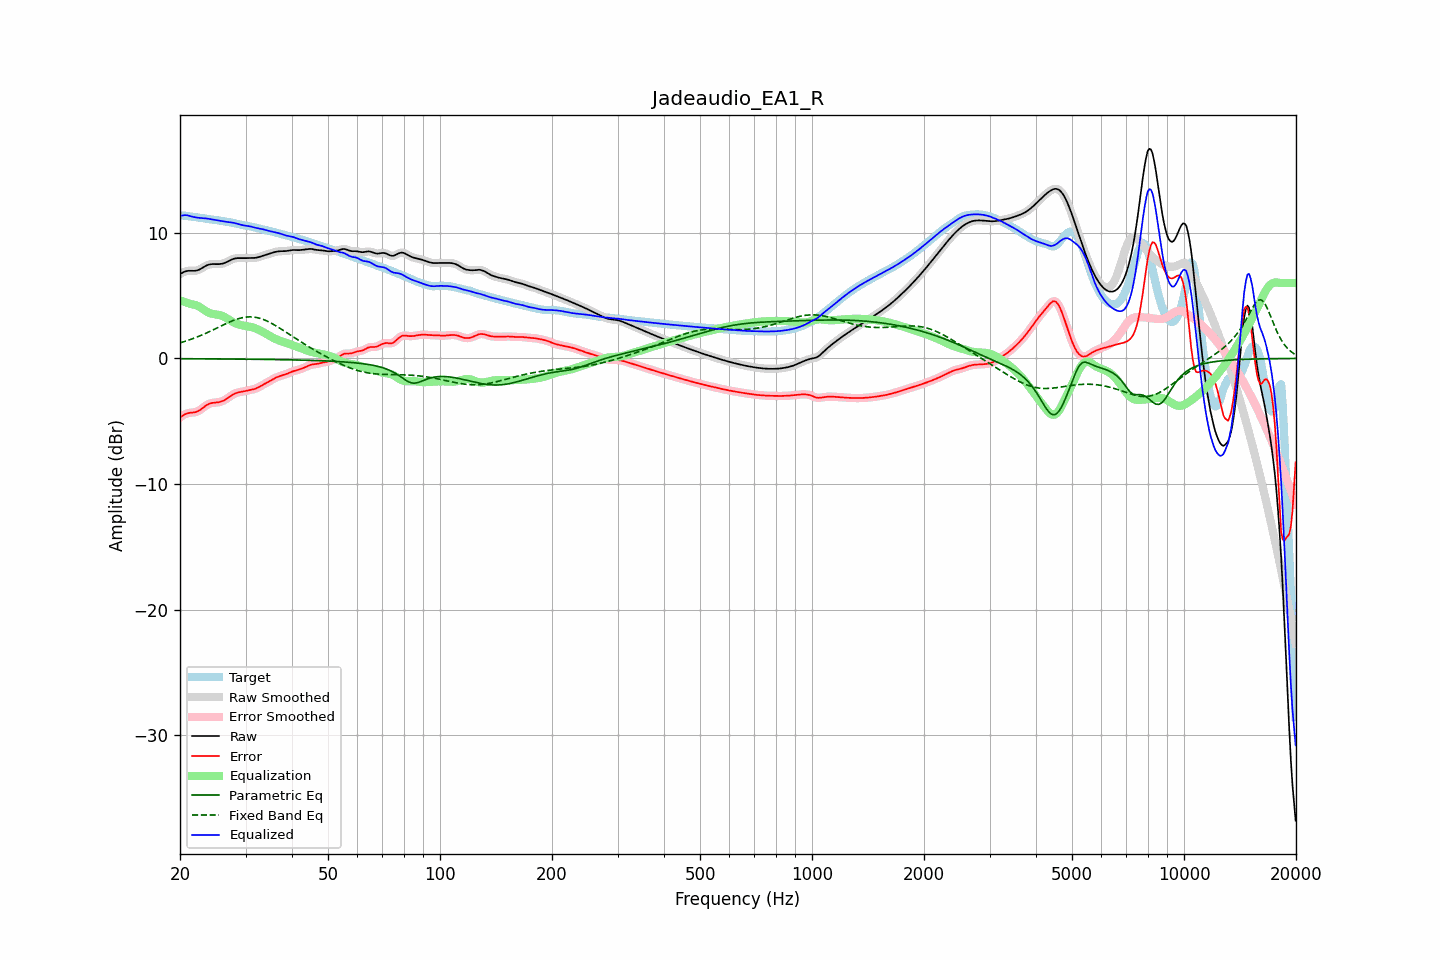 Jadeaudio_EA1_R
10
0
−10
−20
−30
Amplitude (dBr)
Target
Raw Smoothed
Error Smoothed
Raw
Error
Equalization
Parametric Eq
Fixed Band Eq
Equalized
20 50 100 200 500 1000 2000 5000 10000 20000
Frequency (Hz)